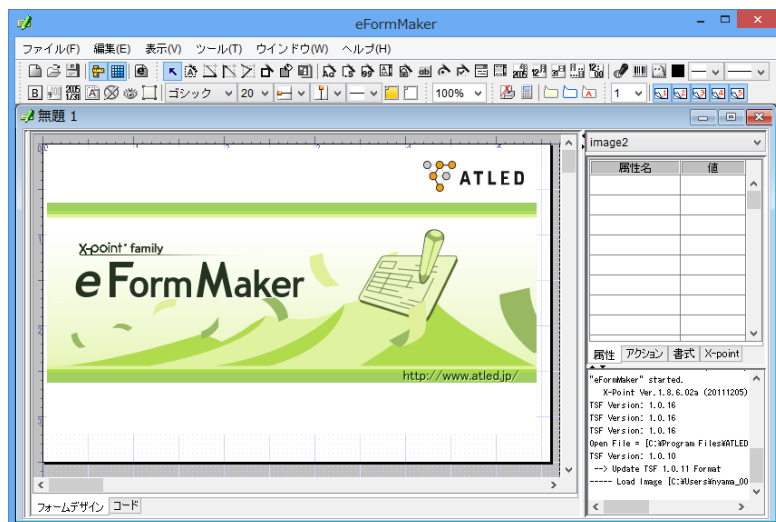 eFormMaker
ファイル(F) 編集(E) 表示(V) ツール(T) ウインドウ(W) ヘルプ(H)
B ゴシック 20 100% 1
無題 1
image2
属性名 値
ATLED
X-point family
eFormMaker
http://www.atled.jp/
属性 アクション 書式 X-point
"eFormMaker" started.
X-Point Ver.1.8.6.02a (20111205)
TSF Version: 1.0.16
TSF Version: 1.0.16
TSF Version: 1.0.16
Open File = [C:¥Program Files¥ATLED
TSF Version: 1.0.10
--> Update TSF 1.0.11 Format
----- Load Image [C:¥Users¥nyama_00
フォームデザイン コード